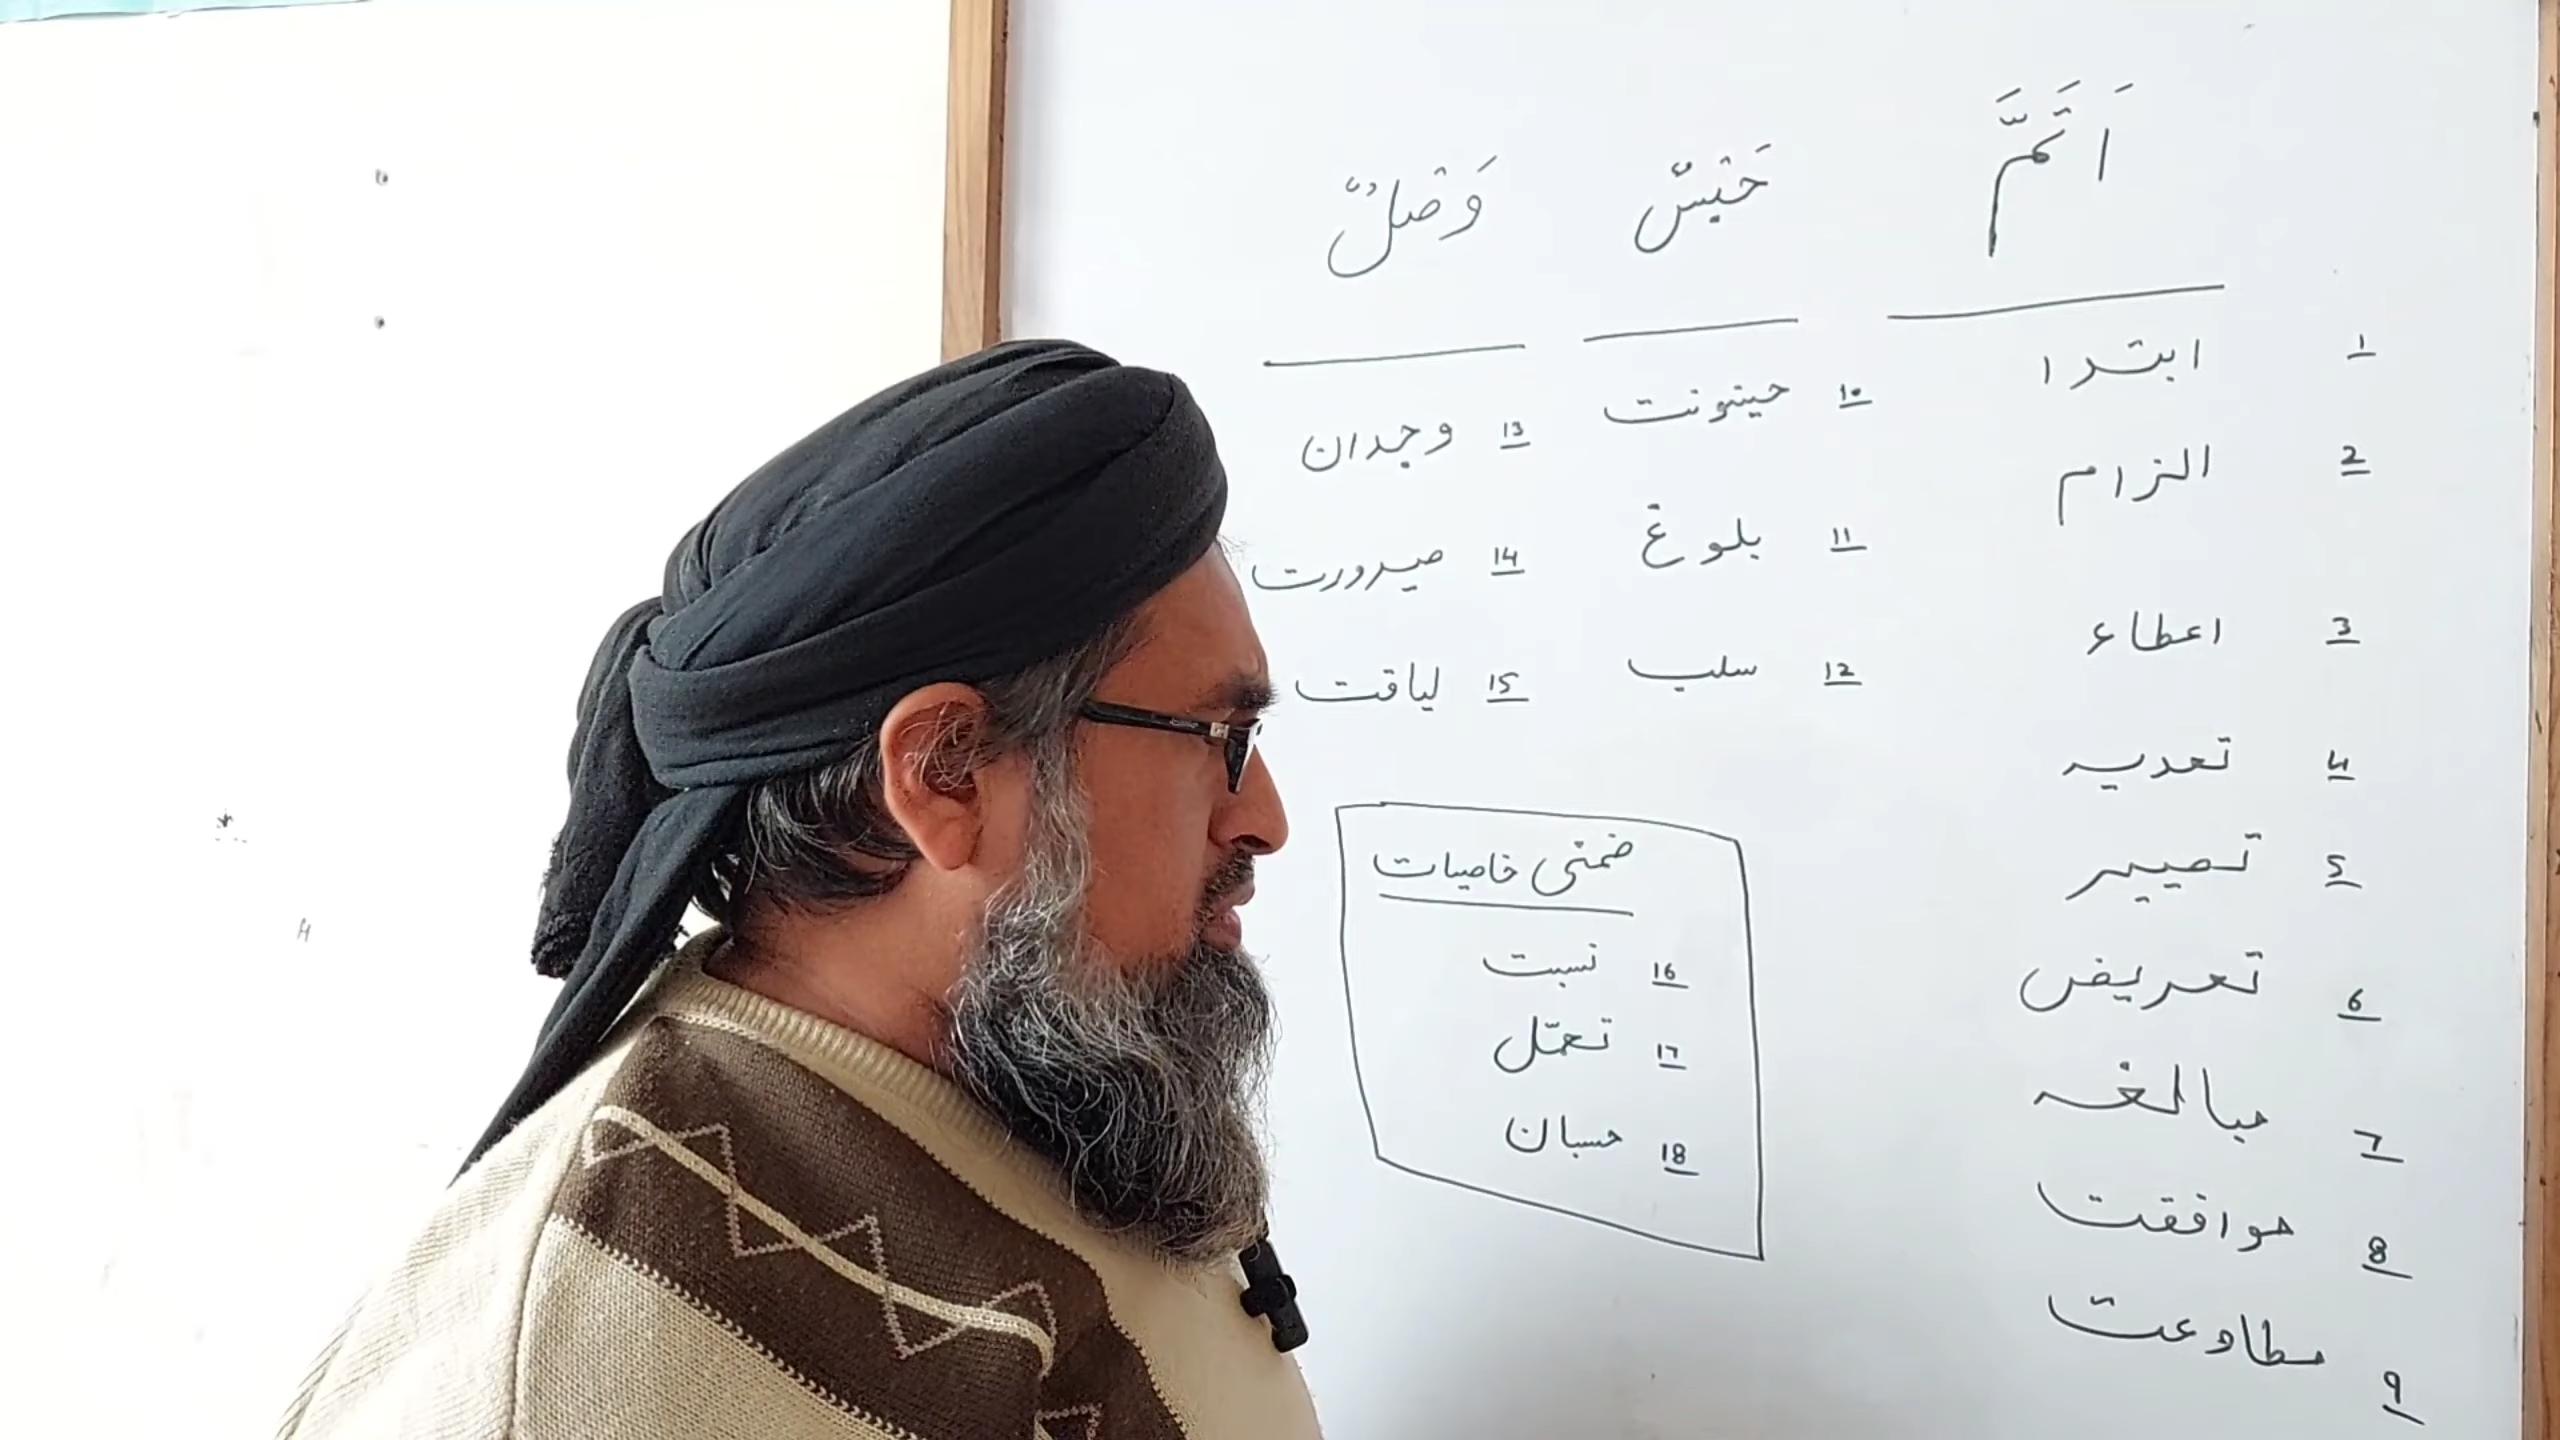 اَتَمَّ
1 ابتدا
2 الزام
3 اعطاء
4 تعدیہ
5 تصییر
6 تعریض
7 مبالغہ
8 موافقت
9 مطاوعت
حَبْسٌ
10 حینونت
11 بلوغ
12 سلب
وَصْلٌ
13 وجدان
14 صیرورت
15 لیاقت
ضمنی خاصیات
16 نسبت
17 تحمّل
18 حسبان